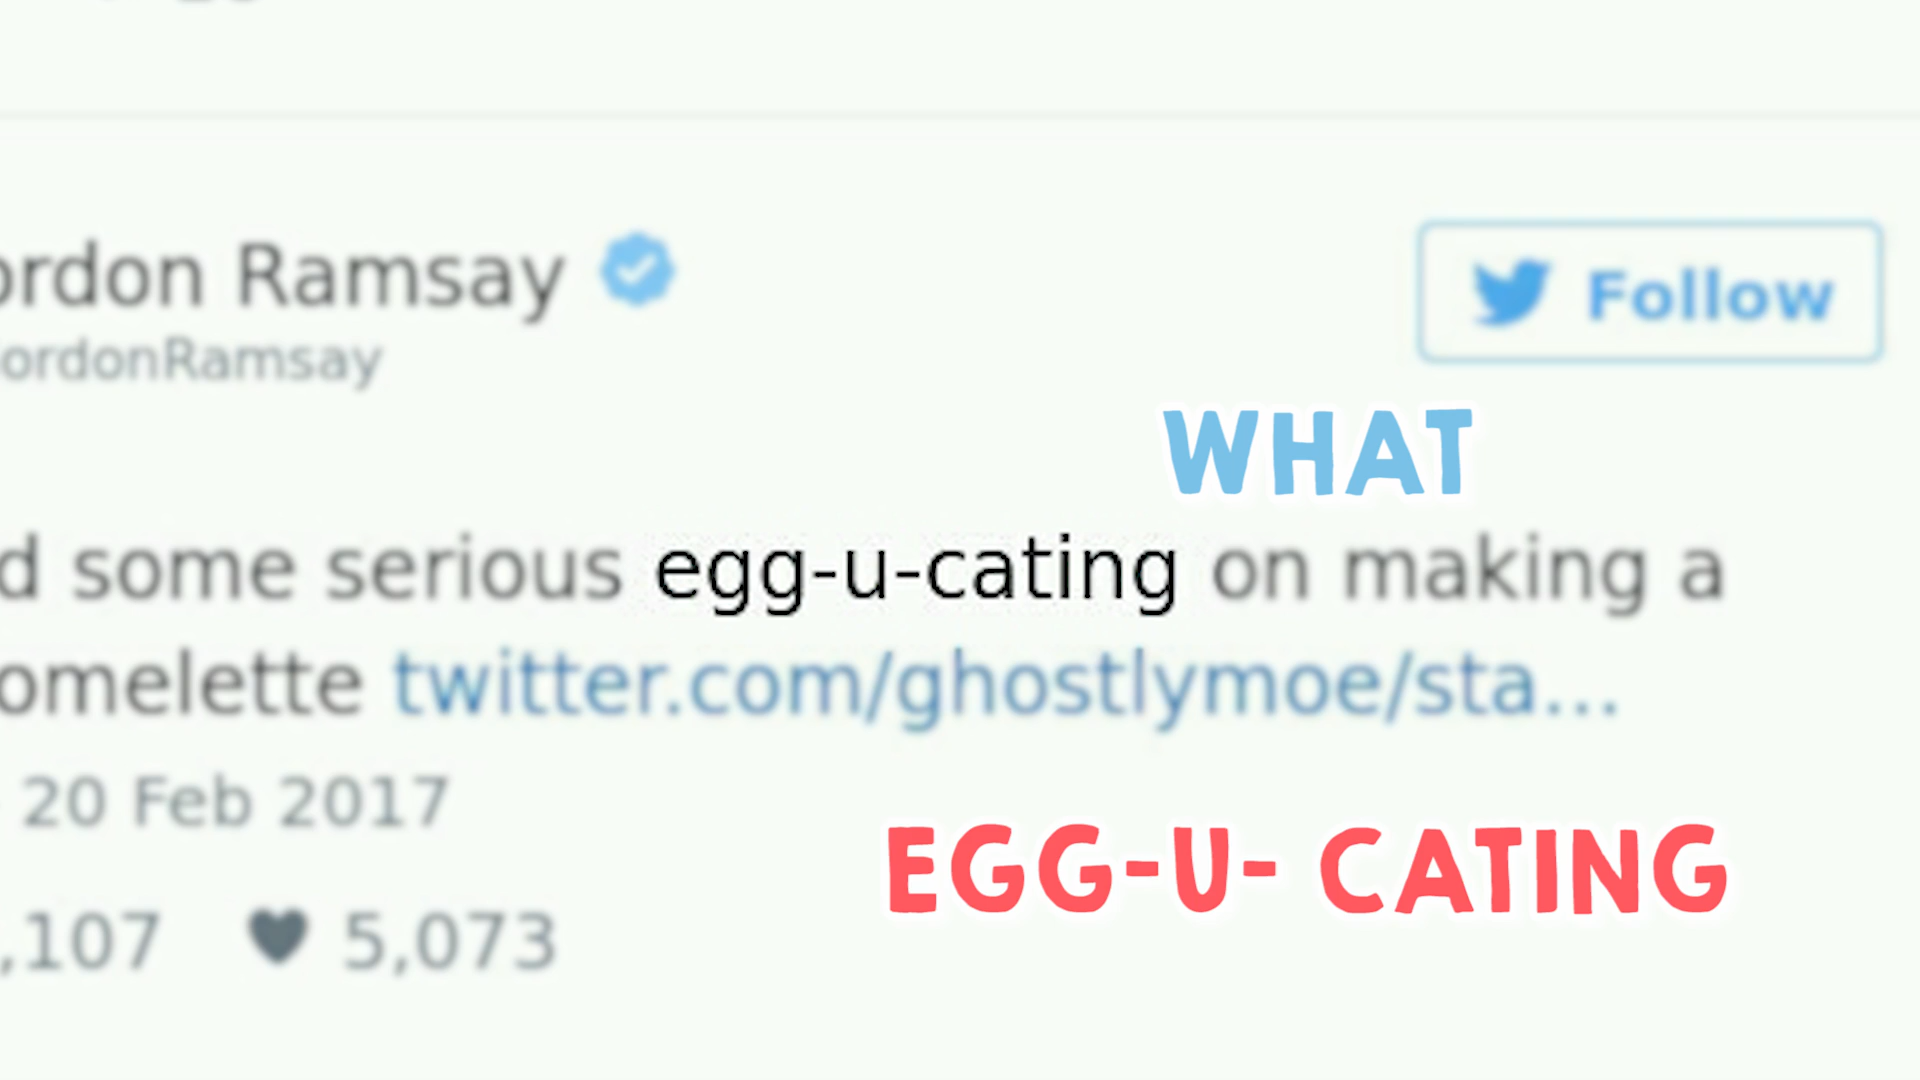 ordon Ramsay
ordonRamsay
Follow
WHAT
d some serious egg-u-cating on making a
omelette twitter.com/ghostlymoe/sta...
20 Feb 2017
EGG-U- CATING
,107 5,073